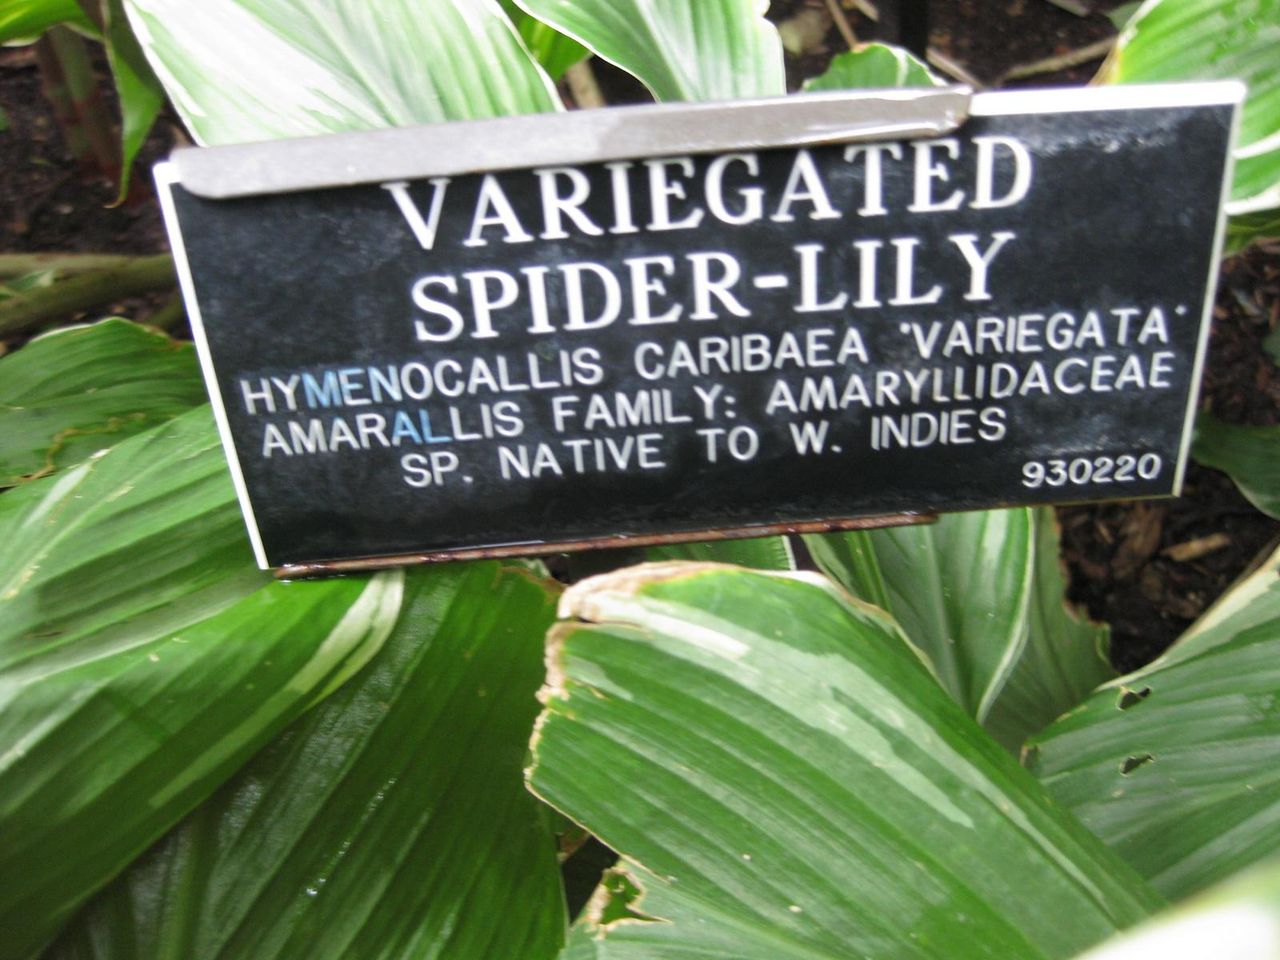 VARIEGATED
SPIDER-LILY
HYMENOCALLIS CARIBAEA 'VARIEGATA'
AMARALLIS FAMILY: AMARYLLIDACEAE
SP. NATIVE TO W. INDIES
930220